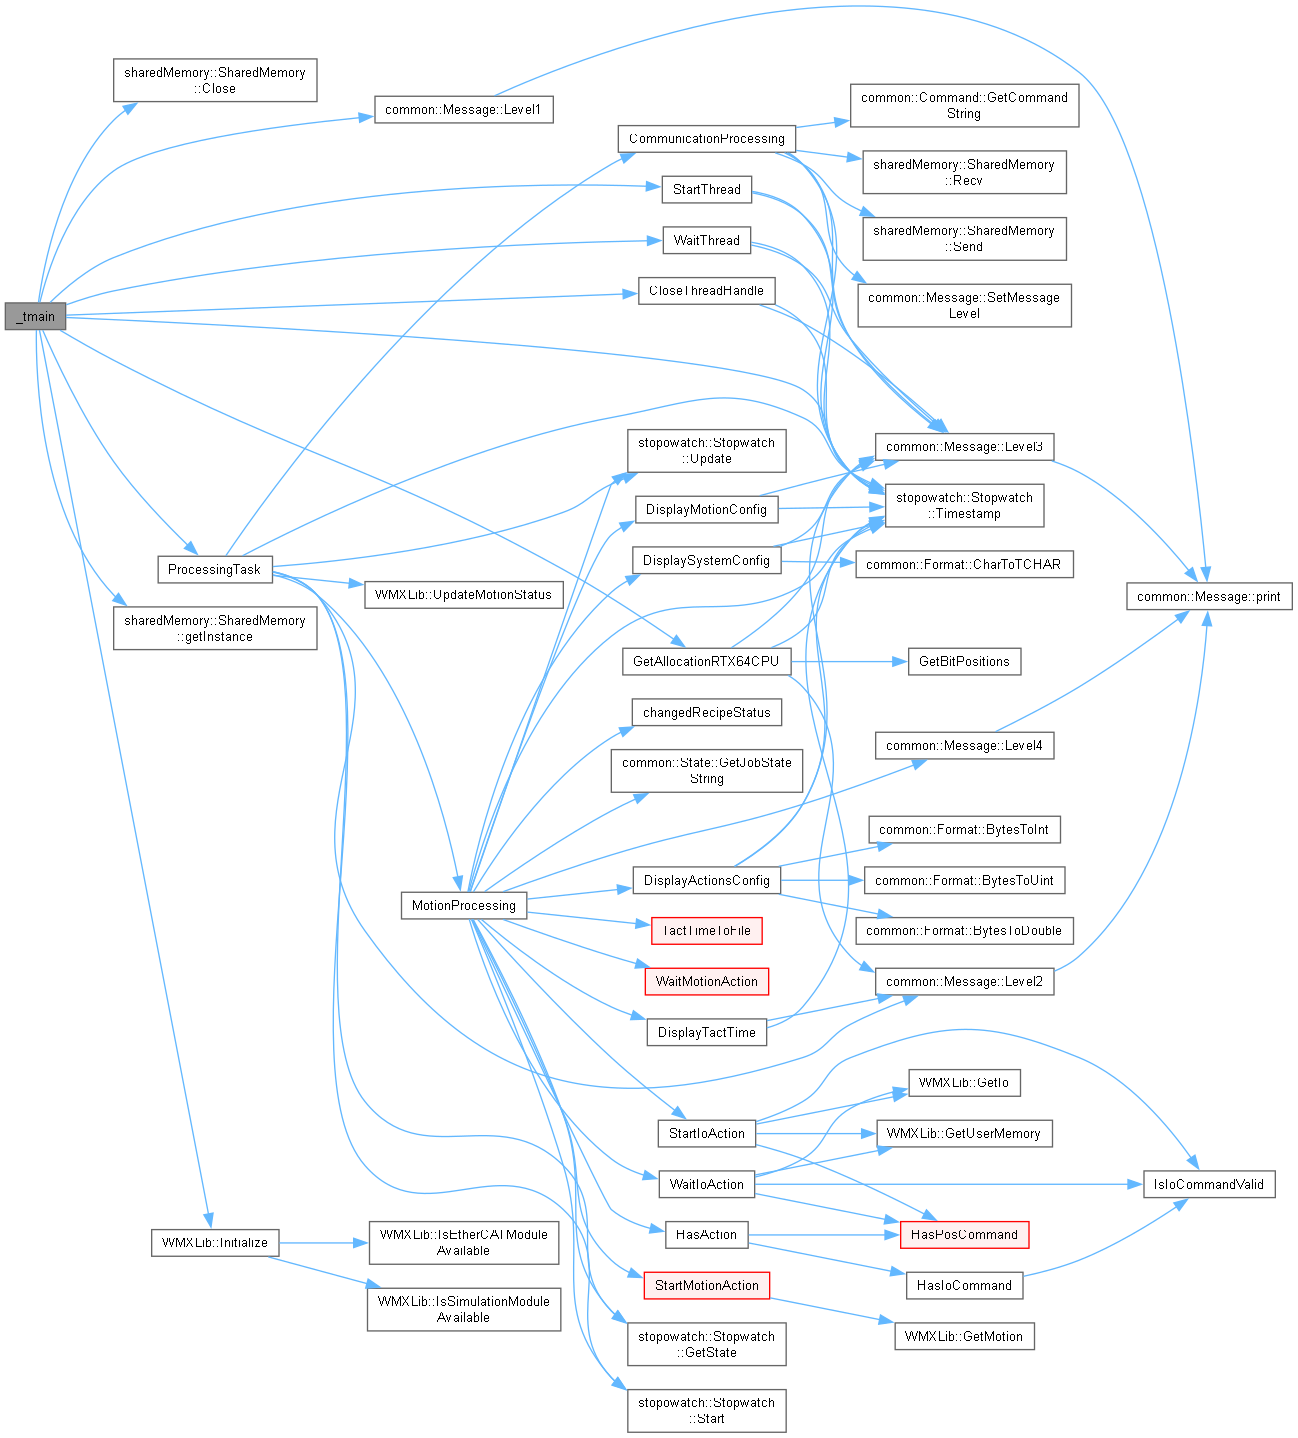 sharedMemory::SharedMemory
::Close
common::Message::Level1
common::Command::GetCommand
String
CommunicationProcessing
sharedMemory::SharedMemory
::Recv
StartThread
sharedMemory::SharedMemory
::Send
WaitThread
CloseThreadHandle
common::Message::SetMessage
Level
_tmain
stopowatch::Stopwatch
::Update
common::Message::Level3
DisplayMotionConfig
stopowatch::Stopwatch
::Timestamp
DisplaySystemConfig
common::Format::CharToTCHAR
ProcessingTask
WMXLib::UpdateMotionStatus
common::Message::print
sharedMemory::SharedMemory
::getInstance
GetAllocationRTX64CPU
GetBitPositions
changedRecipeStatus
common::Message::Level4
common::State::GetJobState
String
common::Format::BytesToInt
DisplayActionsConfig
common::Format::BytesToUint
MotionProcessing
TactTimeToFile
common::Format::BytesToDouble
WaitMotionAction
common::Message::Level2
DisplayTactTime
WMXLib::GetIo
StartIoAction
WMXLib::GetUserMemory
WaitIoAction
IsIoCommandValid
HasAction
HasPosCommand
WMXLib::Initialize
WMXLib::IsEtherCATModule
Available
StartMotionAction
HasIoCommand
WMXLib::IsSimulationModule
Available
WMXLib::GetMotion
stopowatch::Stopwatch
::GetState
stopowatch::Stopwatch
::Start